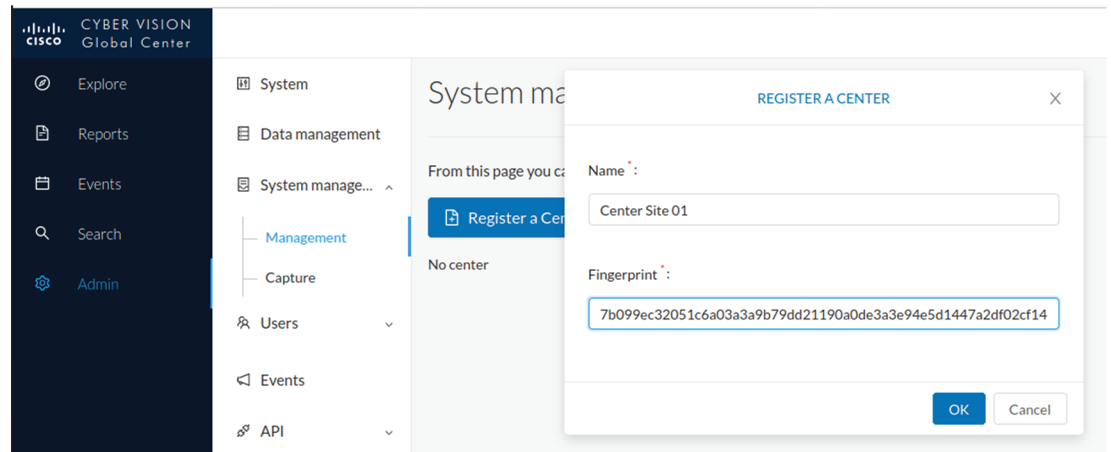 CYBER VISION
Global Center
CISCO
Explore
Reports
Events
Search
Admin
System
Data management
System manage...
Management
Capture
Users
Events
API
System ma
From this page you ca
Register a Cen
No center
REGISTER A CENTER
Name * :
Center Site 01
Fingerprint * :
7b099ec32051c6a03a3a9b79dd21190a0de3a3e94e5d1447a2df02cf14
OK
Cancel